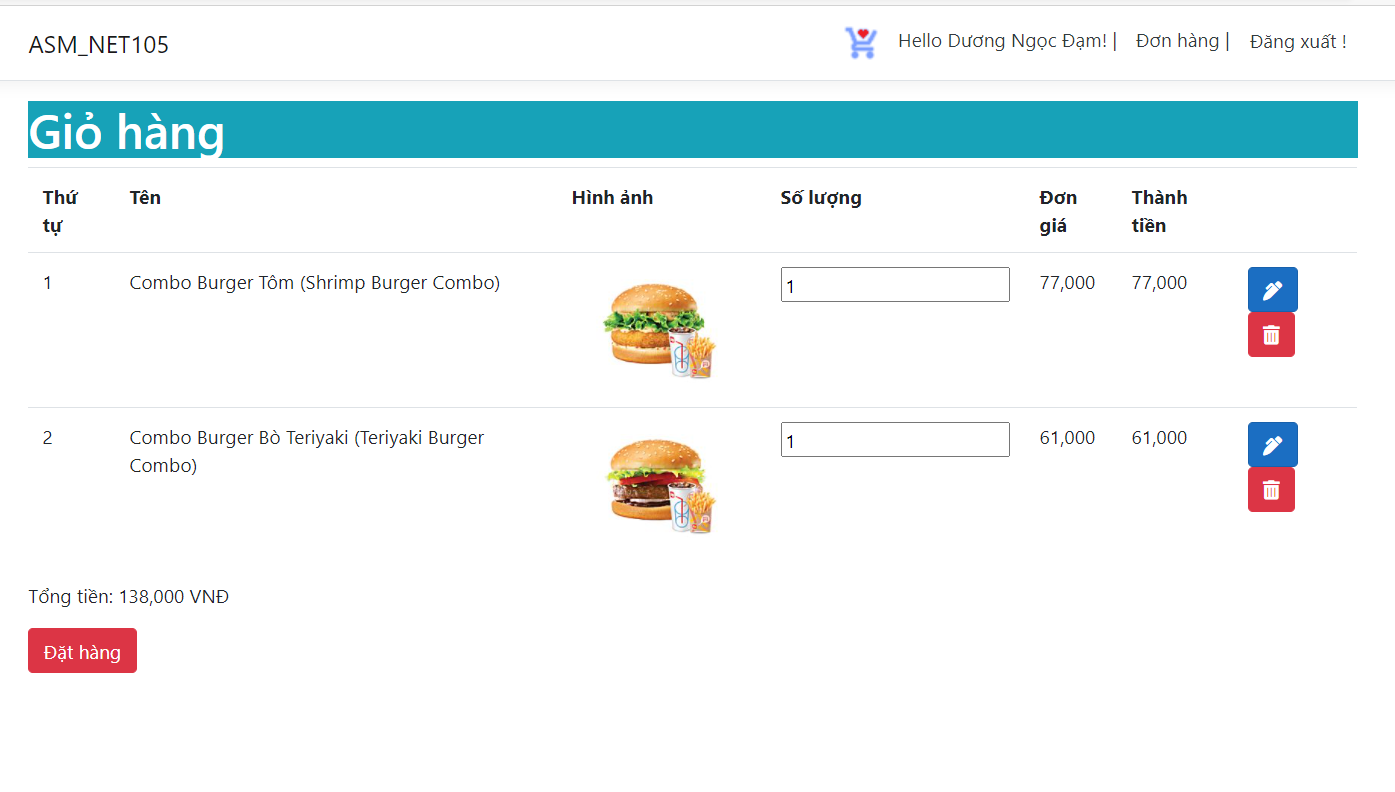 ASM_NET105
Hello Dương Ngọc Đạm! | Đơn hàng | Đăng xuất !
Giỏ hàng
Thứ tự Tên Hình ảnh Số lượng Đơn giá Thành tiền
1 Combo Burger Tôm (Shrimp Burger Combo) 1 77,000 77,000
2 Combo Burger Bò Teriyaki (Teriyaki Burger 1 61,000 61,000
Combo)
Tổng tiền: 138,000 VNĐ
Đặt hàng